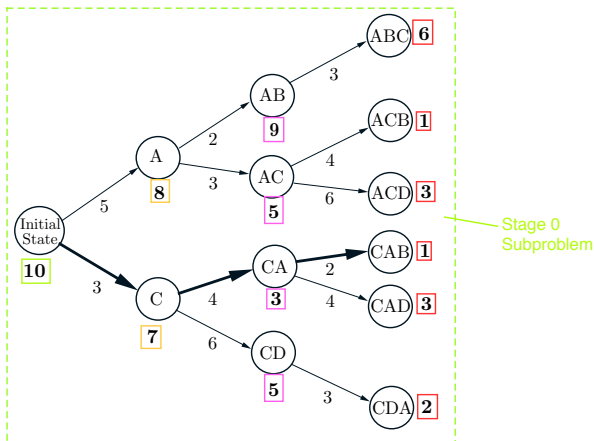 ABC 6
3
AB
9
ACB 1
2
4
A
8
3
AC
5
6
ACD 3
5
Initial
State
10
Stage 0
Subproblem
CAB 1
2
CA
3
3
4
4
CAD 3
C
7
6
CD
5
3
CDA 2